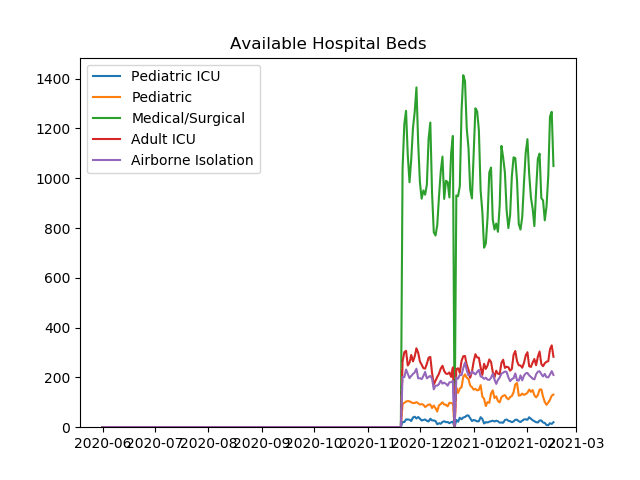 Available Hospital Beds
1400
1200
1000
800
600
400
200
0
Pediatric ICU
Pediatric
Medical/Surgical
Adult ICU
Airborne Isolation
2020-06 2020-07 2020-08 2020-09 2020-10 2020-11 2020-12 2021-01 2021-02 2021-03